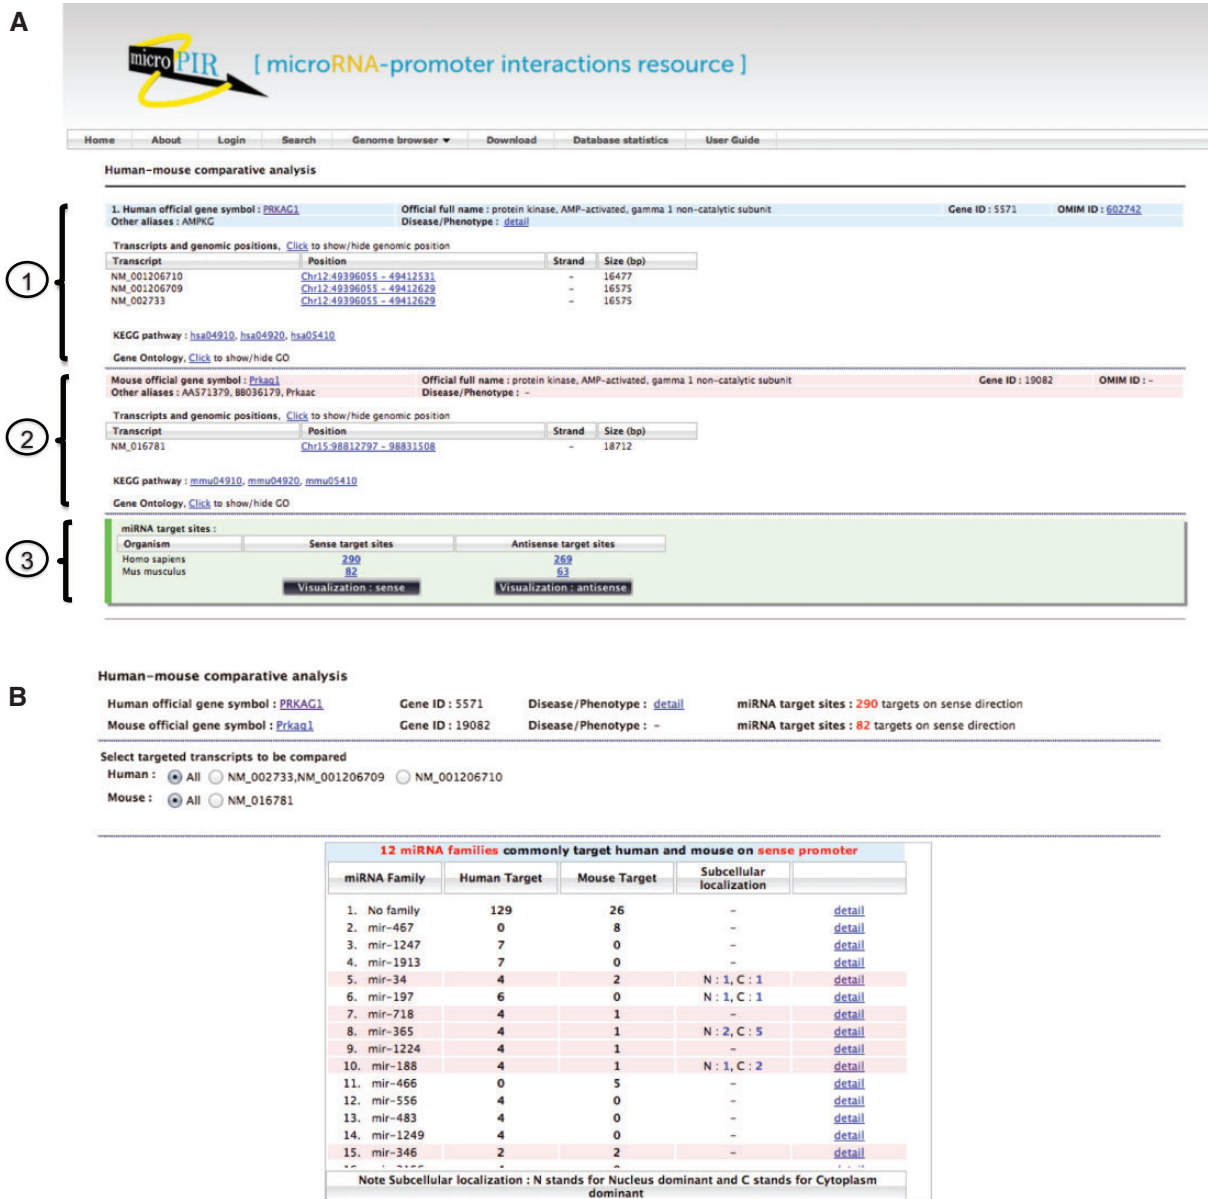 A
microPIR [ microRNA-promoter interactions resource ]
Home About Login Search Genome browser ▼ Download Database statistics User Guide
Human-mouse comparative analysis
1. Human official gene symbol : PRKAG1 Official full name : protein kinase, AMP-activated, gamma 1 non-catalytic subunit Gene ID : 5571 OMIM ID : 602742
Other aliases : AMPKG Disease/Phenotype : detail
Transcripts and genomic positions, Click to show/hide genomic position
Transcript Position Strand Size (bp)
1
NM_001206710 Chr12:49396055 - 49412531 - 16477
NM_001206709 Chr12:49396055 - 49412629 - 16575
NM_002733 Chr12:49396055 - 49412629 - 16575
KEGG pathway : hsa04910, hsa04920, hsa05410
Gene Ontology, Click to show/hide GO
Mouse official gene symbol : Prkag1 Official full name : protein kinase, AMP-activated, gamma 1 non-catalytic subunit Gene ID : 19082 OMIM ID : -
Other aliases : AA571379, BB036179, Prkaac Disease/Phenotype : -
Transcripts and genomic positions, Click to show/hide genomic position
2
Transcript Position Strand Size (bp)
NM_016781 Chr15:98812797 - 98831508 - 18712
KEGG pathway : mmu04910, mmu04920, mmu05410
Gene Ontology, Click to show/hide GO
miRNA target sites :
Organism Sense target sites Antisense target sites
3
Homo sapiens 290 269
Mus musculus 82 63
Visualization : sense Visualization : antisense
B
Human-mouse comparative analysis
Human official gene symbol : PRKAG1 Gene ID : 5571 Disease/Phenotype : detail miRNA target sites : 290 targets on sense direction
Mouse official gene symbol : Prkag1 Gene ID : 19082 Disease/Phenotype : - miRNA target sites : 82 targets on sense direction
Select targeted transcripts to be compared
Human : All NM_002733,NM_001206709 NM_001206710
Mouse : All NM_016781
12 miRNA families commonly target human and mouse on sense promoter
miRNA Family Human Target Mouse Target Subcellular localization
1. No family 129 26 - detail
2. mir-467 0 8 - detail
3. mir-1247 7 0 - detail
4. mir-1913 7 0 - detail
5. mir-34 4 2 N : 1, C : 1 detail
6. mir-197 6 0 N : 1, C : 1 detail
7. mir-718 4 1 - detail
8. mir-365 4 1 N : 2, C : 5 detail
9. mir-1224 4 1 - detail
10. mir-188 4 1 N : 1, C : 2 detail
11. mir-466 0 5 - detail
12. mir-556 4 0 - detail
13. mir-483 4 0 - detail
14. mir-1249 4 0 - detail
15. mir-346 2 2 - detail
Note Subcellular localization : N stands for Nucleus dominant and C stands for Cytoplasm
dominant